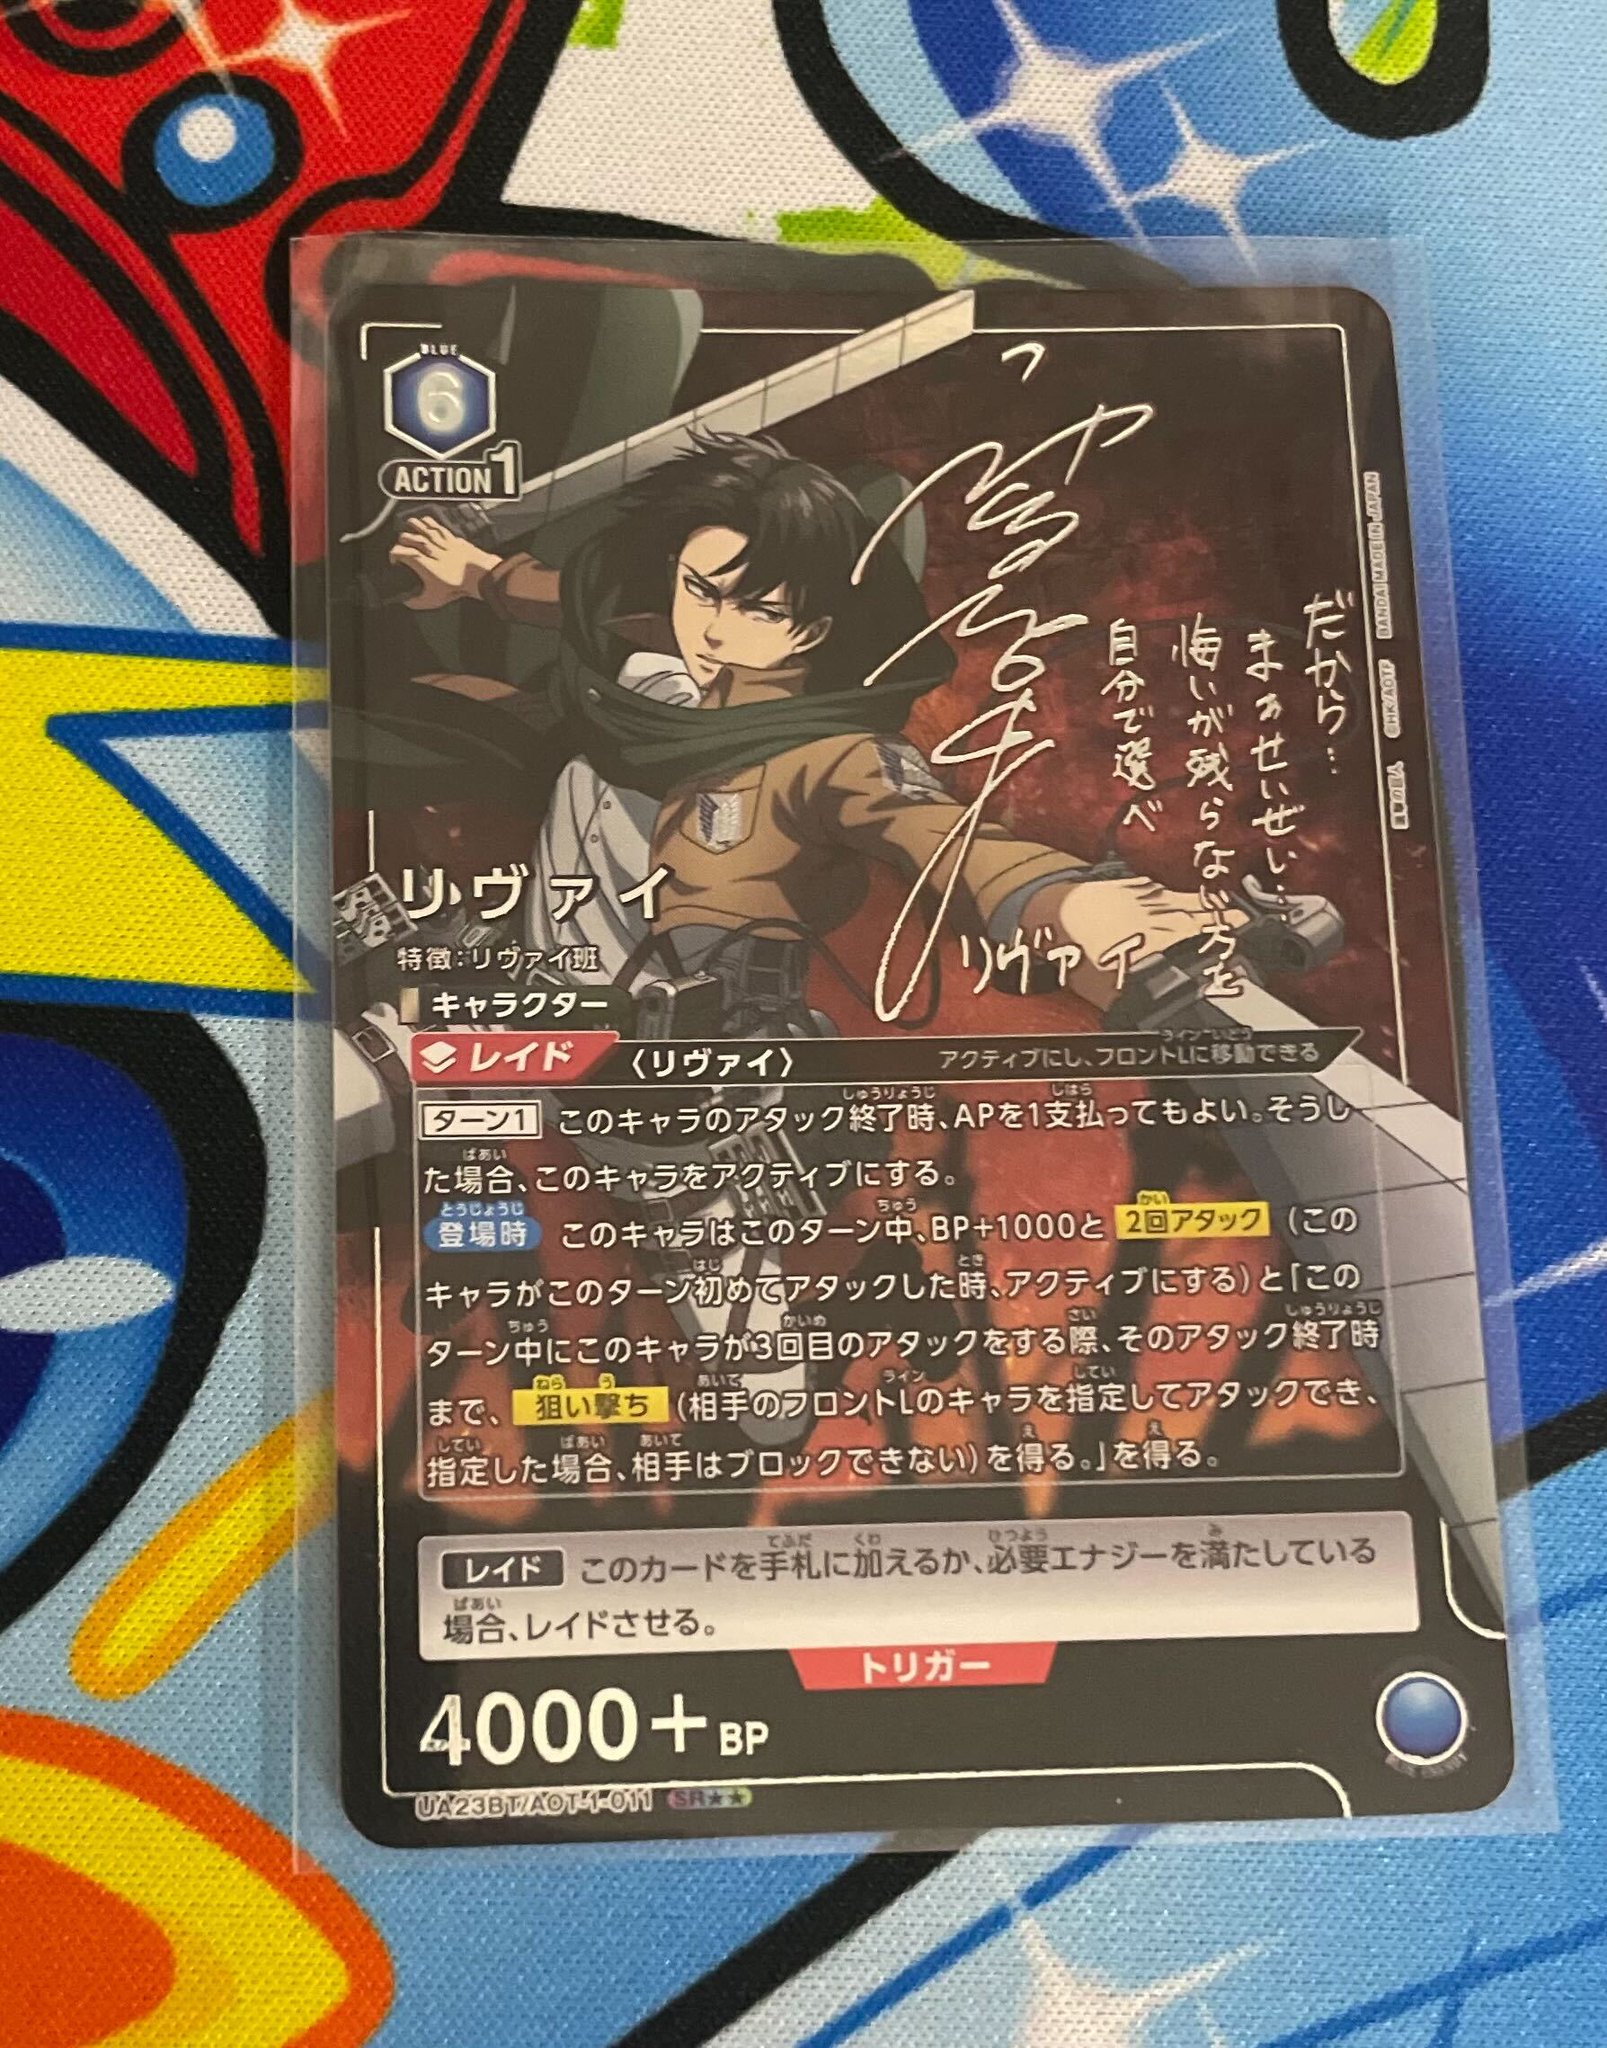 BLUE
6
ACTION 1
だから…
まぁせいぜい…
悔いが残らない方を
自分で選べ
リヴァイ
BANDAI MADE IN JAPAN
©HK/AOTF
進撃の巨人
リヴァイ
特徴：リヴァイ班
キャラクター
レイド 〈リヴァイ〉 アクティブにし、フロントLに移動できる
ターン1 このキャラのアタック終了時、APを1支払ってもよい。そうし
た場合、このキャラをアクティブにする。
登場時 このキャラはこのターン中、BP+1000と 2回アタック （この
キャラがこのターン初めてアタックした時、アクティブにする）と「この
ターン中にこのキャラが3回目のアタックをする際、そのアタック終了時
まで、 狙い撃ち （相手のフロントLのキャラを指定してアタックでき、
指定した場合、相手はブロックできない）を得る。」を得る。
レイド このカードを手札に加えるか、必要エナジーを満たしている
場合、レイドさせる。
トリガー
4000+ BP
UA23BT/AOT-1-011 SR★★